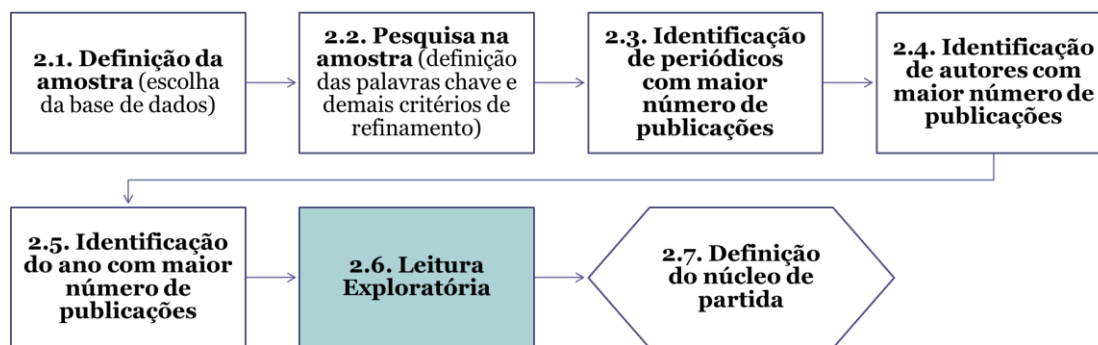 2.1. Definição da
amostra (escolha
da base de dados)
2.2. Pesquisa na
amostra (definição
das palavras chave e
demais critérios de
refinamento)
2.3. Identificação
de periódicos
com maior
número de
publicações
2.4. Identificação
de autores com
maior número de
publicações
2.5. Identificação
do ano com maior
número de
publicações
2.6. Leitura
Exploratória
2.7. Definição
do núcleo de
partida